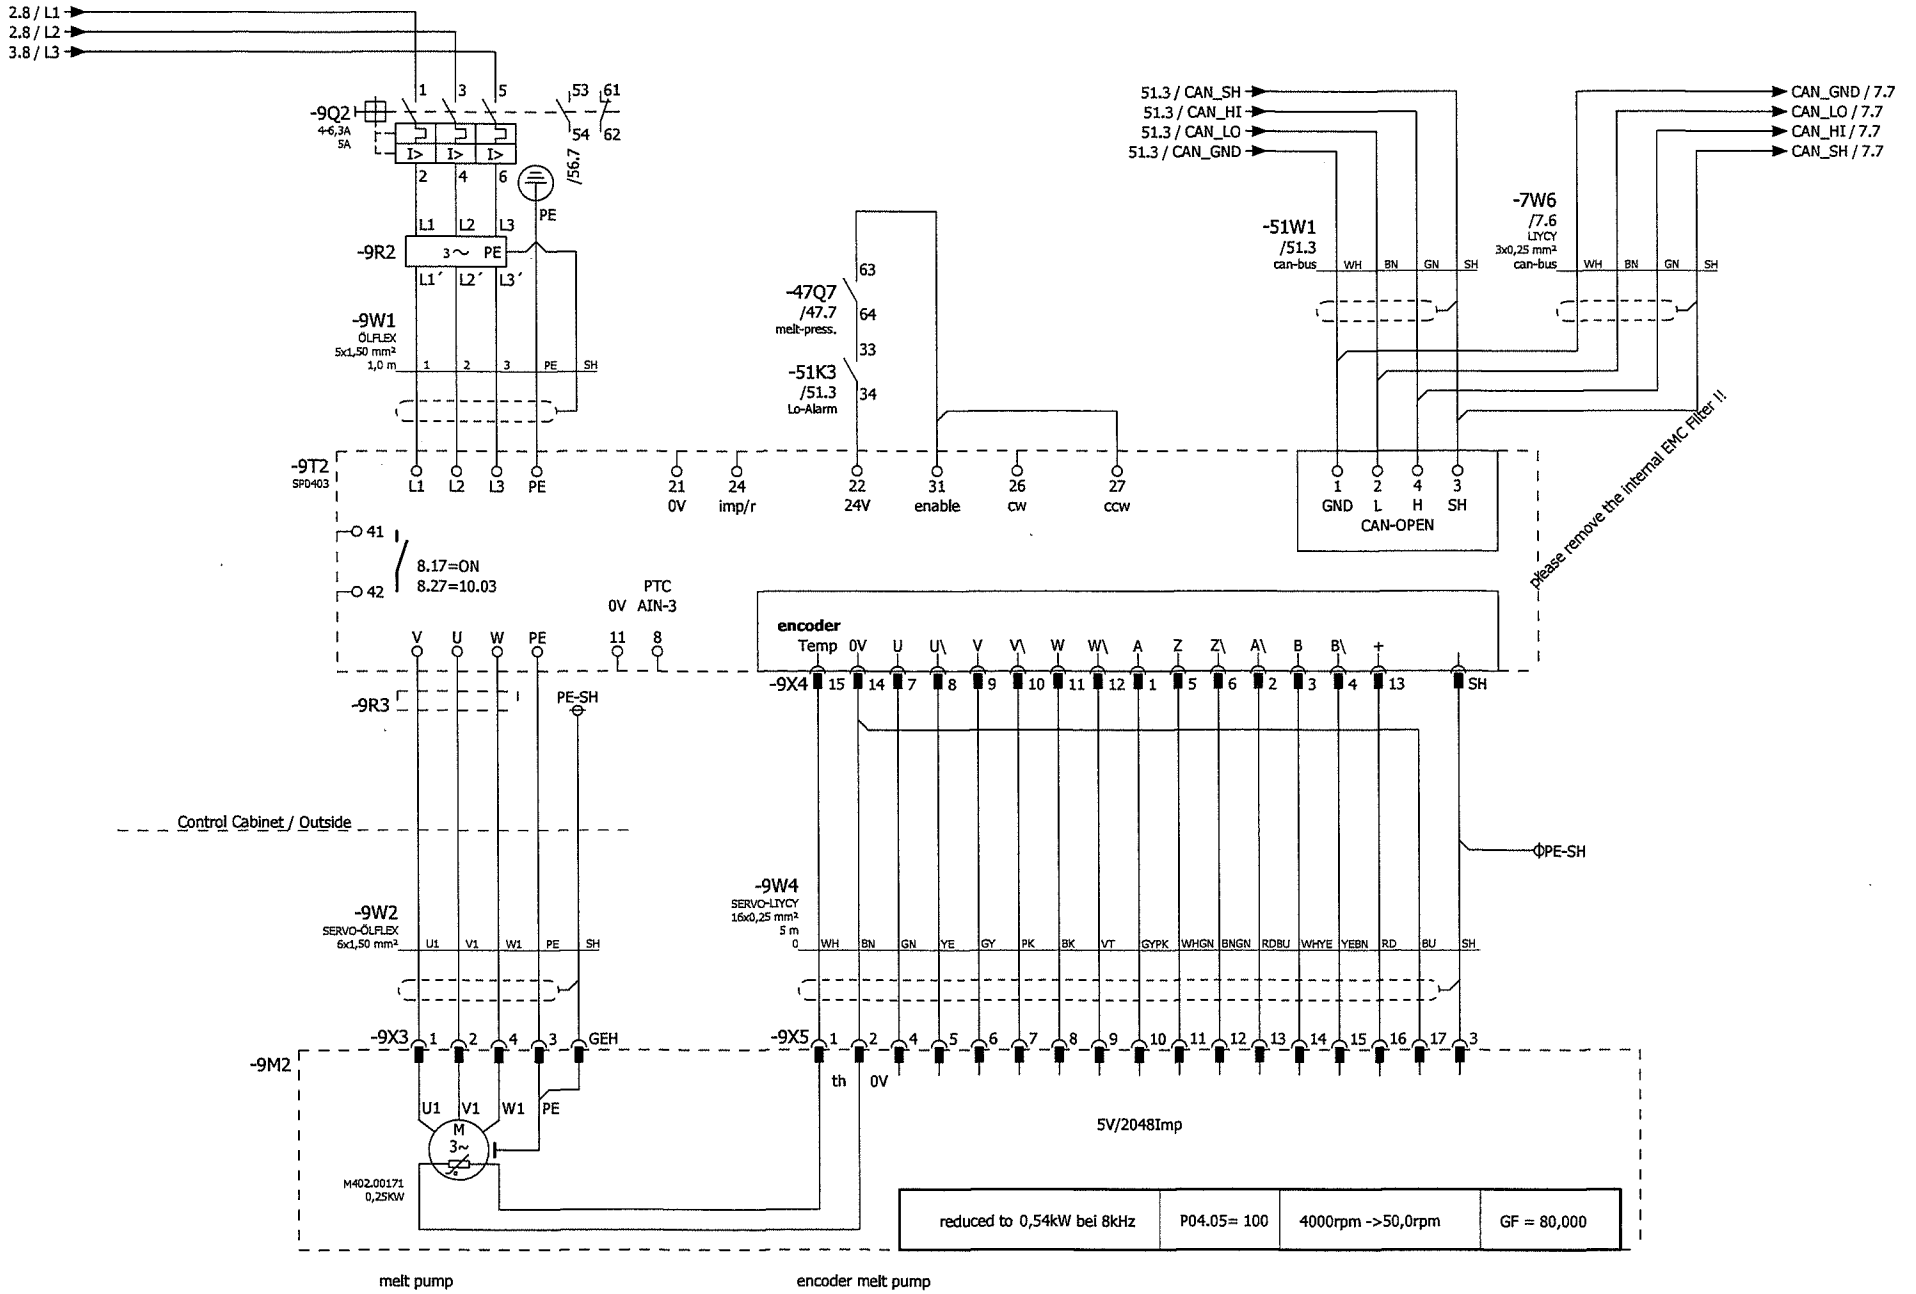 2.8 / L1
2.8 / L2
3.8 / L3
1 3 5 53 61
-9Q2
4-6,3A
5A
54 62
I> I> I>
/56.7
2 4 6
PE
L1 L2 L3
-9R2
3~ PE
L1´ L2´ L3´
-9W1
ÖLFLEX
5x1,50 mm²
1,0 m
1 2 3 PE SH
63
-47Q7
/47.7
melt-press.
64
33
-51K3
/51.3
Lo-Alarm
34
51.3 / CAN_SH
51.3 / CAN_HI
51.3 / CAN_LO
51.3 / CAN_GND
CAN_GND / 7.7
CAN_LO / 7.7
CAN_HI / 7.7
CAN_SH / 7.7
-51W1
/51.3
can-bus
WH BN GN SH
-7W6
/7.6
LIYCY
3x0,25 mm²
can-bus
WH BN GN SH
please remove the internal EMC Filter !!
-9T2
SPD403
L1 L2 L3 PE
21 24 22 31 26 27
0V imp/r 24V enable cw ccw
1 2 4 3
GND L H SH
CAN-OPEN
41
42
8.17=ON
8.27=10.03
PTC
0V AIN-3
11 8
V U W PE
encoder
Temp 0V U U\ V V\ W W\ A Z Z\ A\ B B\ +
-9X4 15 14 7 8 9 10 11 12 1 5 6 2 3 4 13 SH
-9R3
PE-SH
Control Cabinet / Outside
PE-SH
-9W2
SERVO-ÖLFLEX
6x1,50 mm²
U1 V1 W1 PE SH
-9W4
SERVO-LIYCY
16x0,25 mm²
5 m
0
WH BN GN YE GY PK BK VT GYPK WHGN BNGN RDBU WHYE YEBN RD BU SH
-9X3 1 2 4 3 GEH
-9X5 1 2 4 5 6 7 8 9 10 11 12 13 14 15 16 17 3
-9M2
th 0V
U1 V1 W1 PE
M
3~
5V/2048Imp
M402.00171
0,25KW
reduced to 0,54kW bei 8kHz P04.05= 100 4000rpm ->50,0rpm GF = 80,000
melt pump
encoder melt pump